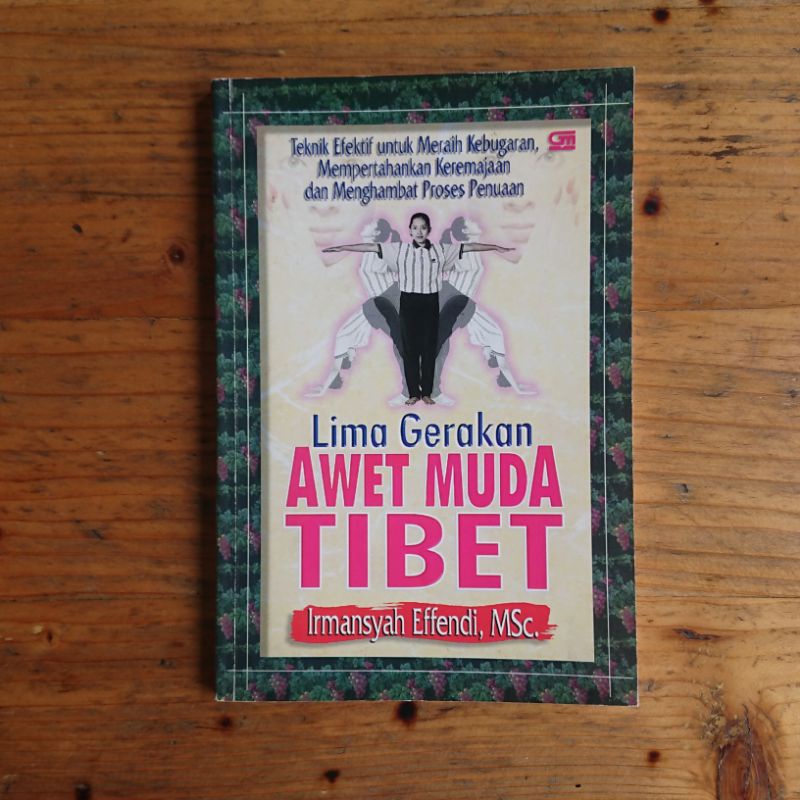 Teknik Efektif untuk Meraih Kebugaran,
Mempertahankan Keremajaan
dan Menghambat Proses Penuaan
Lima Gerakan
AWET MUDA
TIBET
Irmansyah Effendi, MSc.